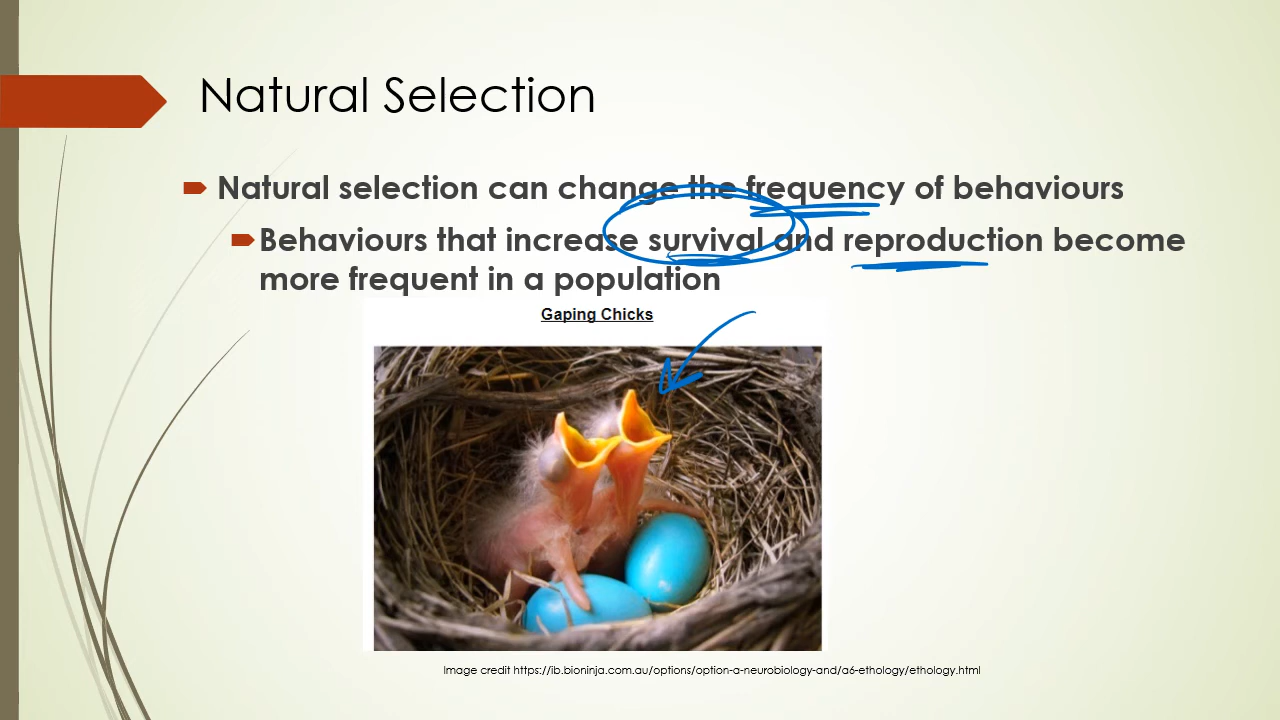 Natural Selection
Natural selection can change the frequency of behaviours
Behaviours that increase survival and reproduction become
more frequent in a population
Gaping Chicks
Image credit https://ib.bioninja.com.au/options/option-a-neurobiology-and/a6-ethology/ethology.html